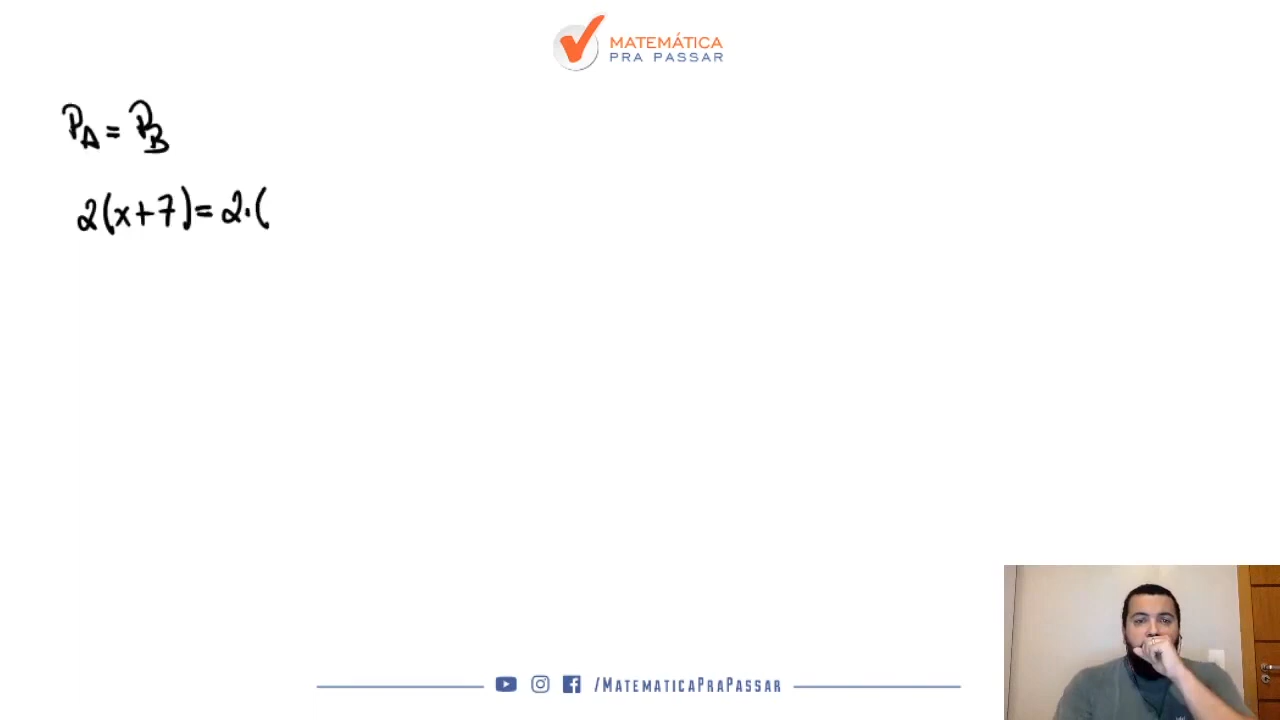 MATEMÁTICA
PRA PASSAR
P_A = P_B
2(x+7)=2.(
/MATEMATICAPRAPASSAR